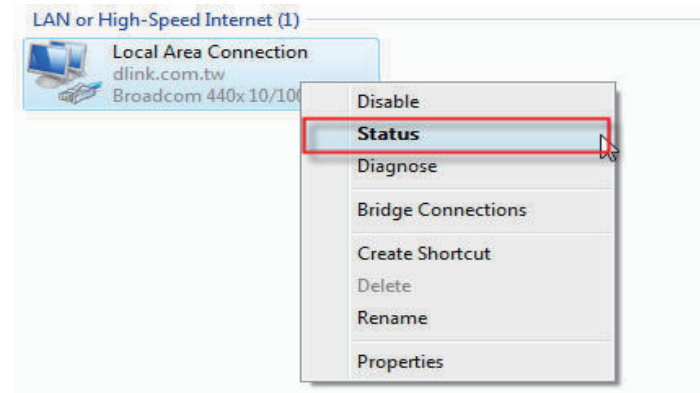 LAN or High-Speed Internet (1)
Local Area Connection
dlink.com.tw
Broadcom 440x 10/100
Disable
Status
Diagnose
Bridge Connections
Create Shortcut
Delete
Rename
Properties